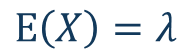 E(X) = λ